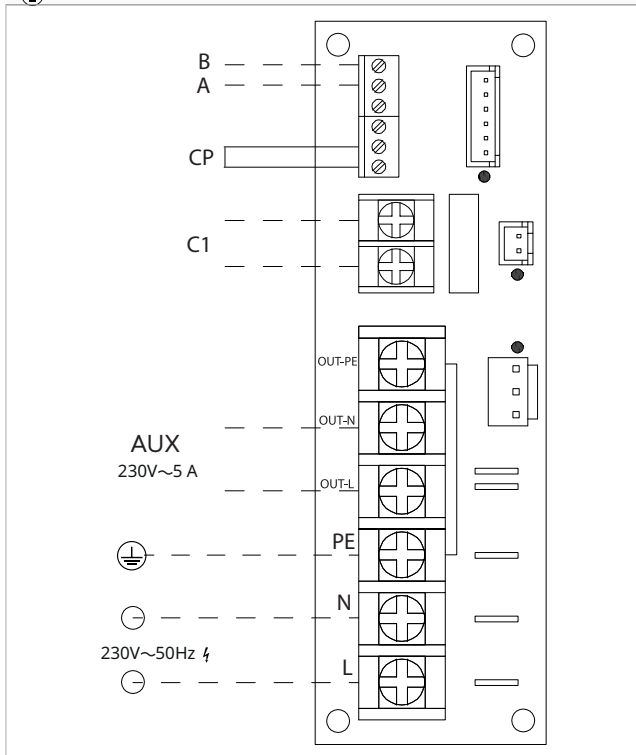 B
A
CP
C1
OUT-PE
OUT-N
AUX
230V~5 A
OUT-L
PE
N
230V~50Hz
L